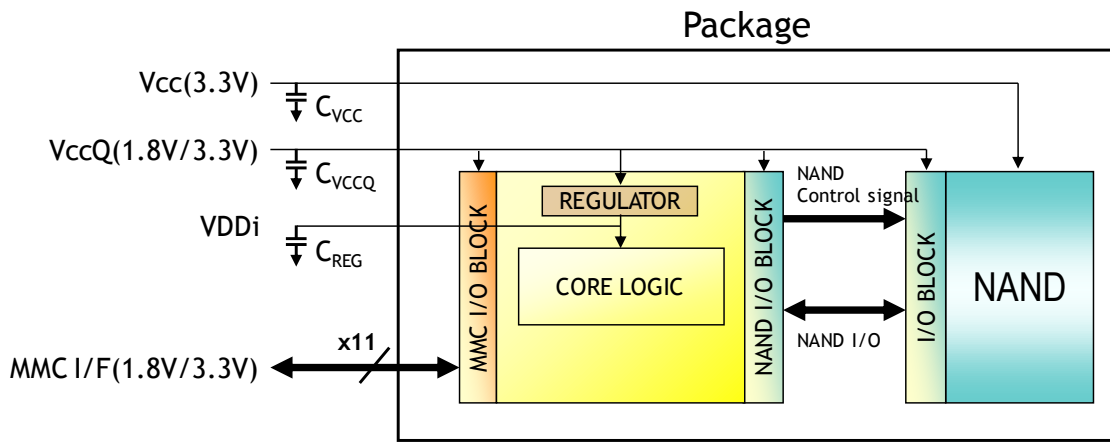 Package
Vcc(3.3V)
CVCC
VccQ(1.8V/3.3V)
CVCCQ
NAND
Control signal
REGULATOR
VDDi
CREG
MMC I/O BLOCK
CORE LOGIC
NAND I/O BLOCK
I/O BLOCK
NAND
NAND I/O
x11
MMC I/F(1.8V/3.3V)